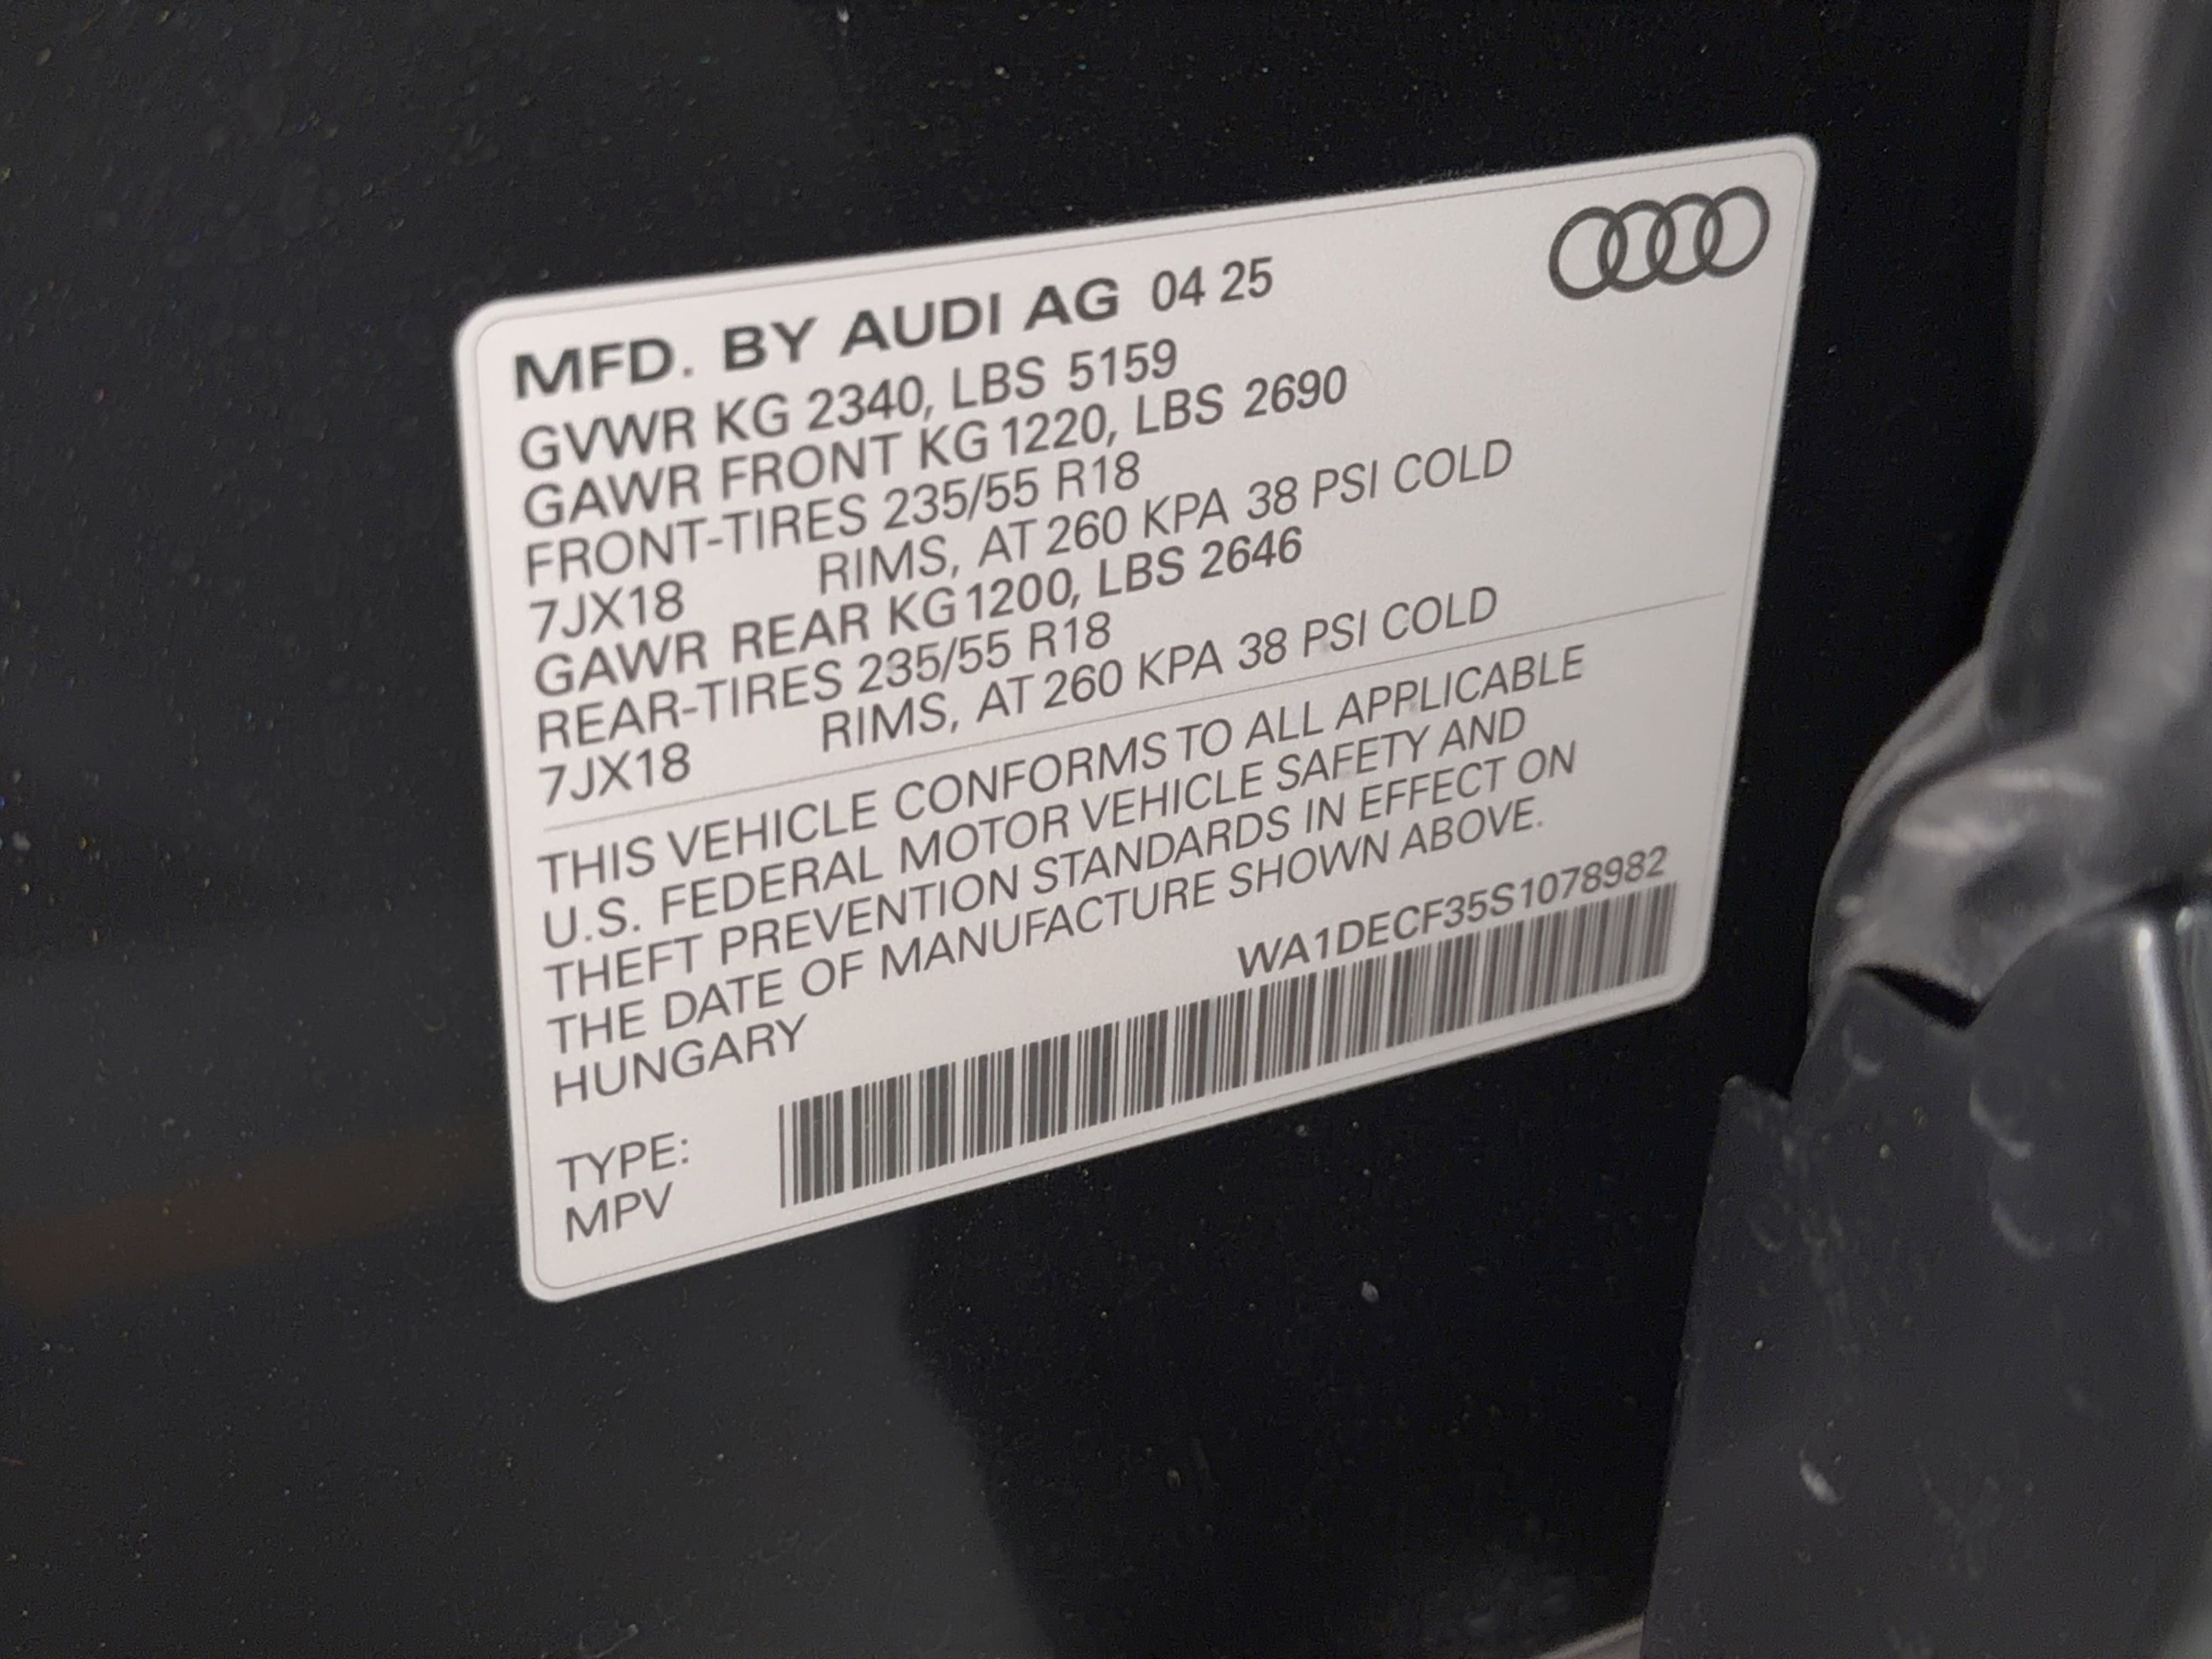 MFD. BY AUDI AG 04 25
GVWR KG 2340, LBS 5159
GAWR FRONT KG 1220, LBS 2690
FRONT-TIRES 235/55 R18
7JX18 RIMS, AT 260 KPA 38 PSI COLD
GAWR REAR KG 1200, LBS 2646
REAR-TIRES 235/55 R18
7JX18 RIMS, AT 260 KPA 38 PSI COLD
THIS VEHICLE CONFORMS TO ALL APPLICABLE
U.S. FEDERAL MOTOR VEHICLE SAFETY AND
THEFT PREVENTION STANDARDS IN EFFECT ON
THE DATE OF MANUFACTURE SHOWN ABOVE.
HUNGARY
WA1DECF35S1078982
TYPE:
MPV